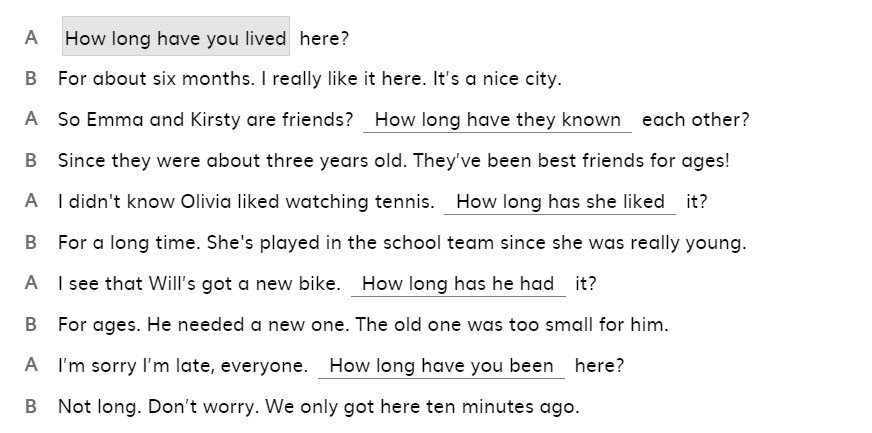 A How long have you lived here?
B For about six months. I really like it here. It’s a nice city.
A So Emma and Kirsty are friends? How long have they known each other?
B Since they were about three years old. They’ve been best friends for ages!
A I didn't know Olivia liked watching tennis. How long has she liked it?
B For a long time. She's played in the school team since she was really young.
A I see that Will’s got a new bike. How long has he had it?
B For ages. He needed a new one. The old one was too small for him.
A I’m sorry I’m late, everyone. How long have you been here?
B Not long. Don’t worry. We only got here ten minutes ago.